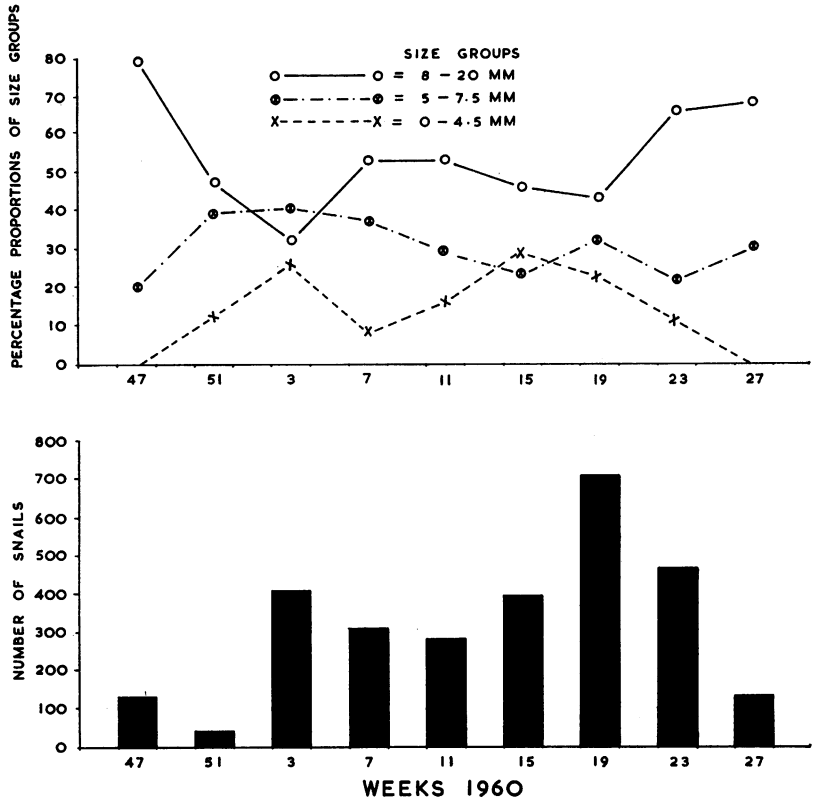 PERCENTAGE PROPORTIONS OF SIZE GROUPS
SIZE GROUPS
= 8 - 20 MM
= 5 - 7.5 MM
= 0 - 4.5 MM
80
70
60
50
40
30
20
10
0
47 51 3 7 11 15 19 23 27
NUMBER OF SNAILS
800
700
600
500
400
300
200
100
0
47 51 3 7 11 15 19 23 27
WEEKS 1960